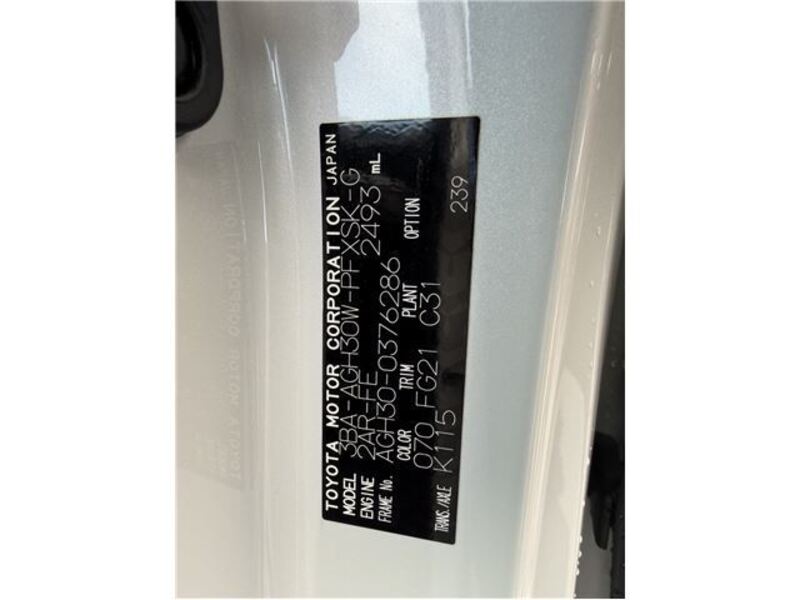 TOYOTA MOTOR CORPORATION JAPAN
MODEL 3BA-AGH30W-PFXSK-G
ENGINE 2AR-FE 2493 mL
FRAME No. AGH30-0376286
COLOR TRIM PLANT OPTION
070 FG21 C31
TRANS./AXLE K115 239